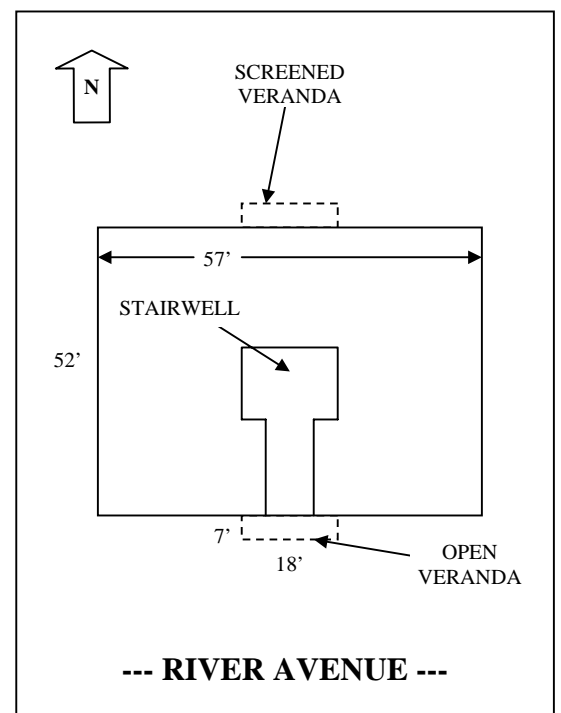 N
SCREENED
VERANDA
57’
STAIRWELL
52’
7’
18’
OPEN
VERANDA
--- RIVER AVENUE ---